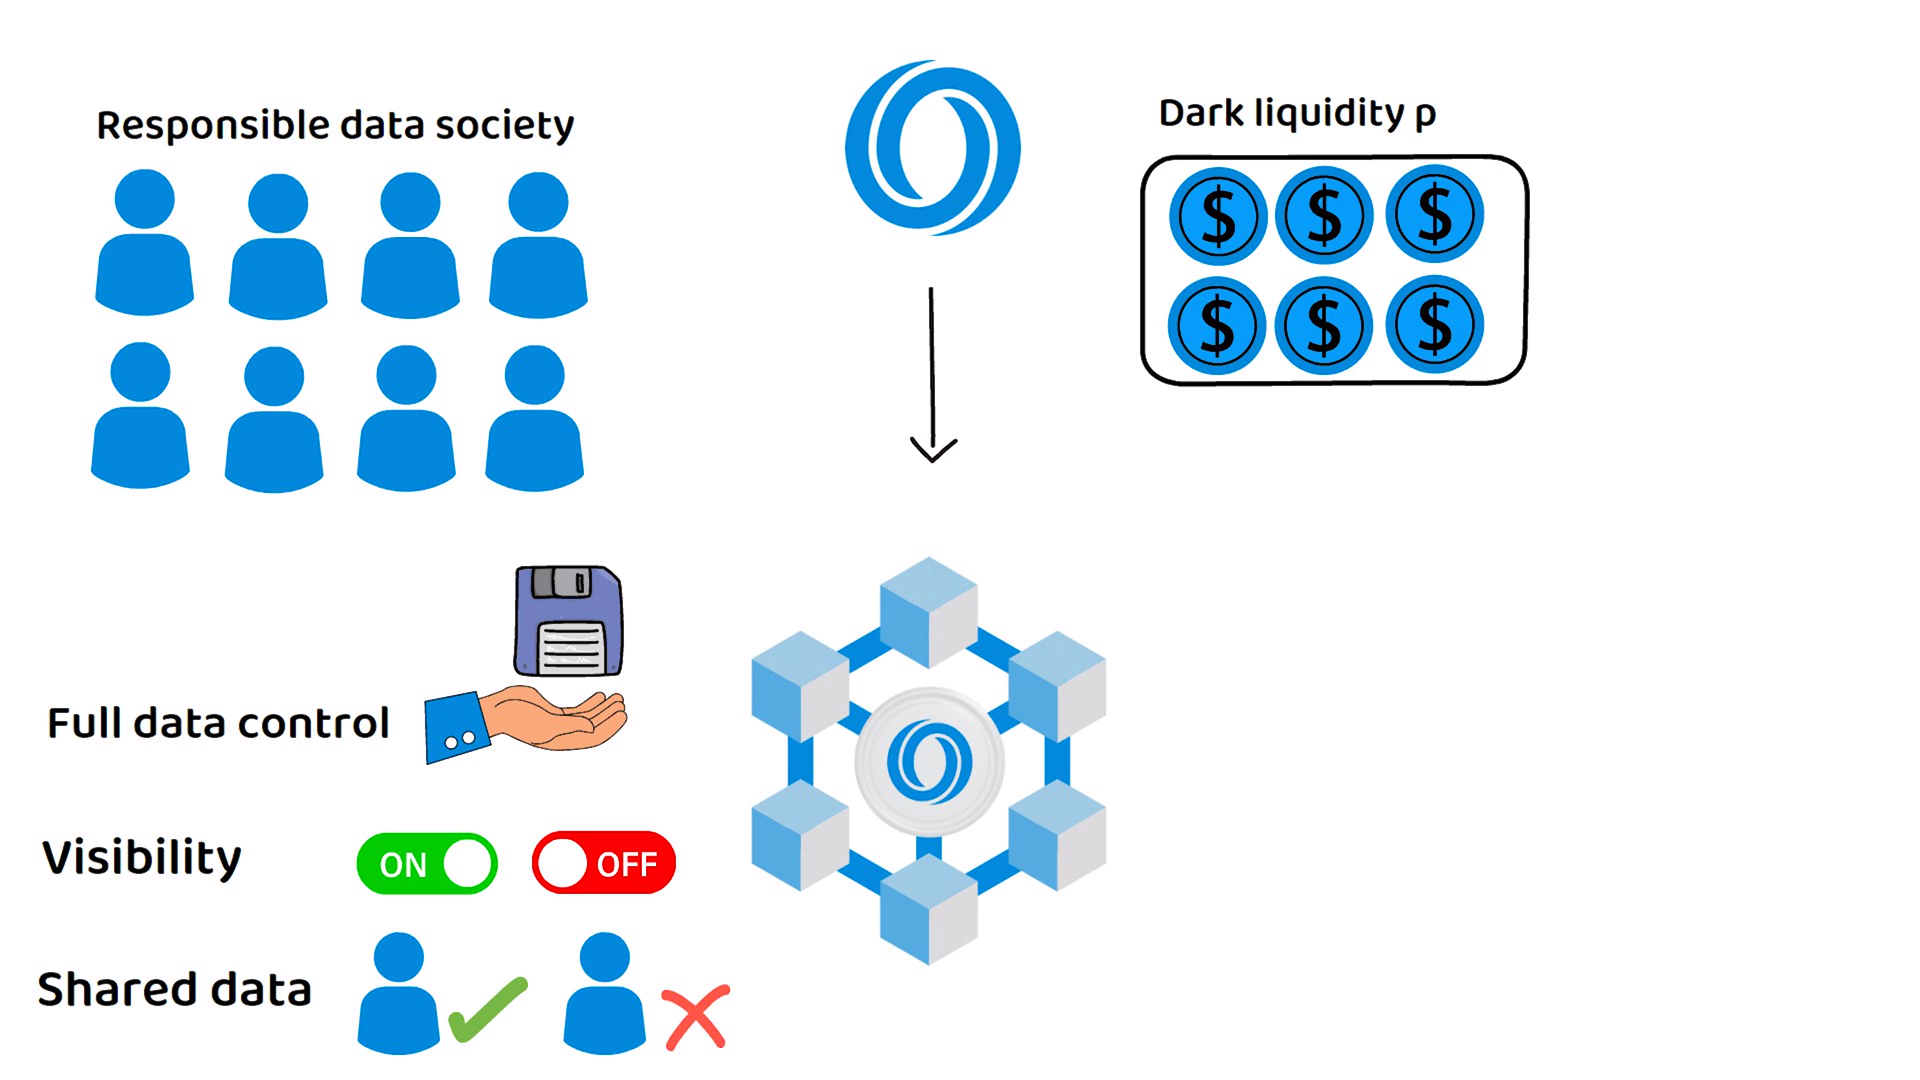 Responsible data society
Dark liquidity p
$ $ $
$ $ $
Full data control
Visibility ON OFF
Shared data